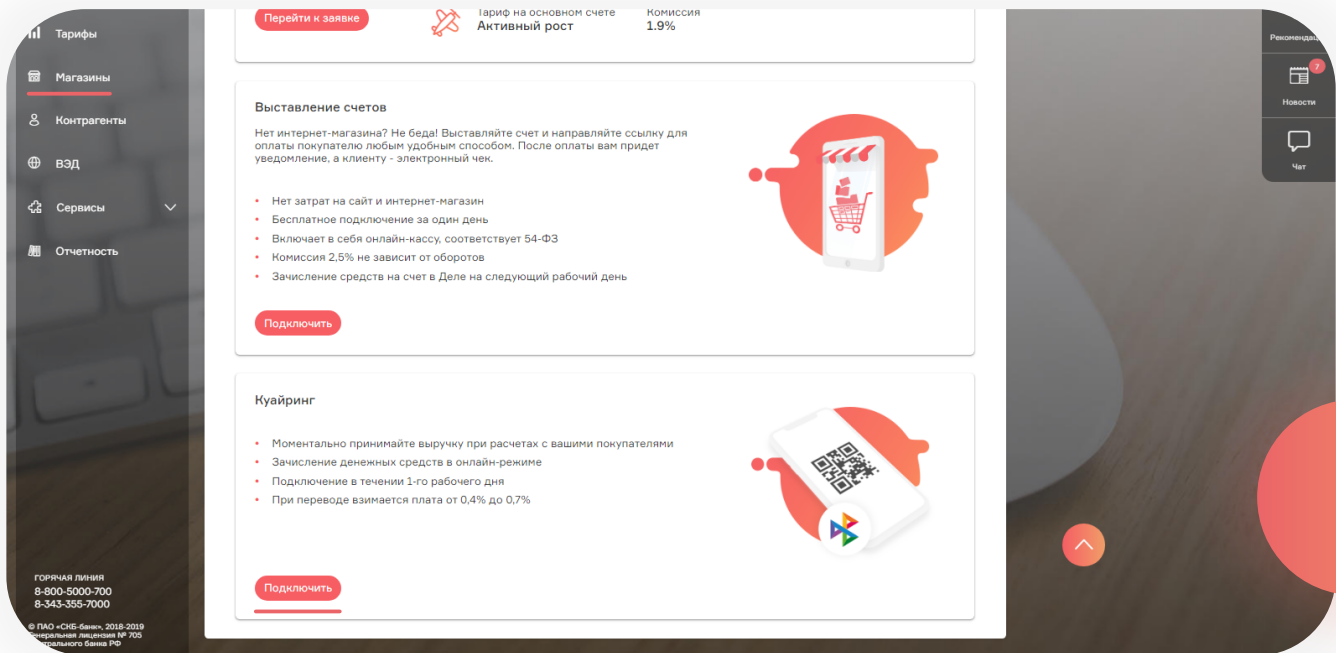 Тарифы
Магазины
Контрагенты
ВЭД
Сервисы
Отчетность
ГОРЯЧАЯ ЛИНИЯ
8-800-5000-700
8-343-355-7000
© ПАО «СКБ-банк», 2018-2019
Генеральная лицензия № 705
Центрального банка РФ
Перейти к заявке
Тариф на основном счете
Активный рост
Комиссия
1.9%
Выставление счетов
Нет интернет-магазина? Не беда! Выставляйте счет и направляйте ссылку для
оплаты покупателю любым удобным способом. После оплаты вам придет
уведомление, а клиенту - электронный чек.
• Нет затрат на сайт и интернет-магазин
• Бесплатное подключение за один день
• Включает в себя онлайн-кассу, соответствует 54-ФЗ
• Комиссия 2,5% не зависит от оборотов
• Зачисление средств на счет в Деле на следующий рабочий день
Подключить
Куайринг
• Моментально принимайте выручку при расчетах с вашими покупателями
• Зачисление денежных средств в онлайн-режиме
• Подключение в течении 1-го рабочего дня
• При переводе взимается плата от 0,4% до 0,7%
Подключить
7
Новости
Чат